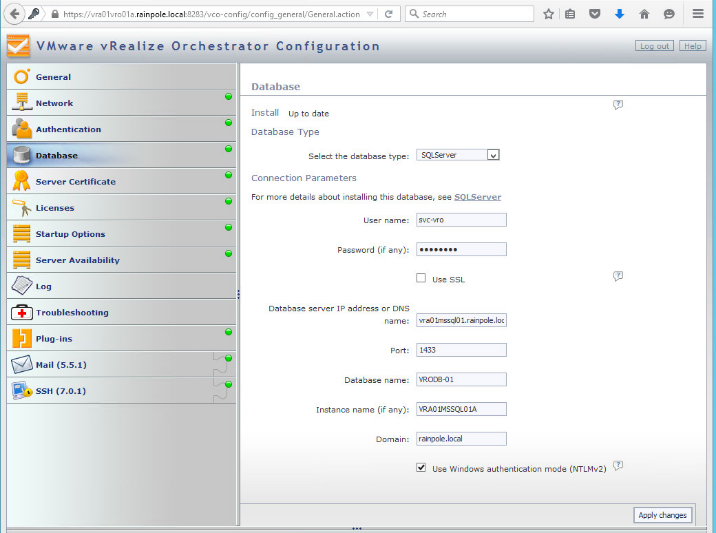 https://vra01vro01a.rainpole.local:8283/vco-config/config_general/General.action
Search
VMware vRealize Orchestrator Configuration
Log out
Help
General
Network
Authentication
Database
Server Certificate
Licenses
Startup Options
Server Availability
Log
Troubleshooting
Plug-ins
Mail (5.5.1)
SSH (7.0.1)
Database
Install Up to date
Database Type
Select the database type: SQLServer
Connection Parameters
For more details about installing this database, see SQLServer
User name: svc-vro
Password (if any): ••••••••
Use SSL
Database server IP address or DNS
name: vra01mssql01.rainpole.loc
Port: 1433
Database name: VRODB-01
Instance name (if any): VRA01MSSQL01A
Domain: rainpole.local
Use Windows authentication mode (NTLMv2)
Apply changes